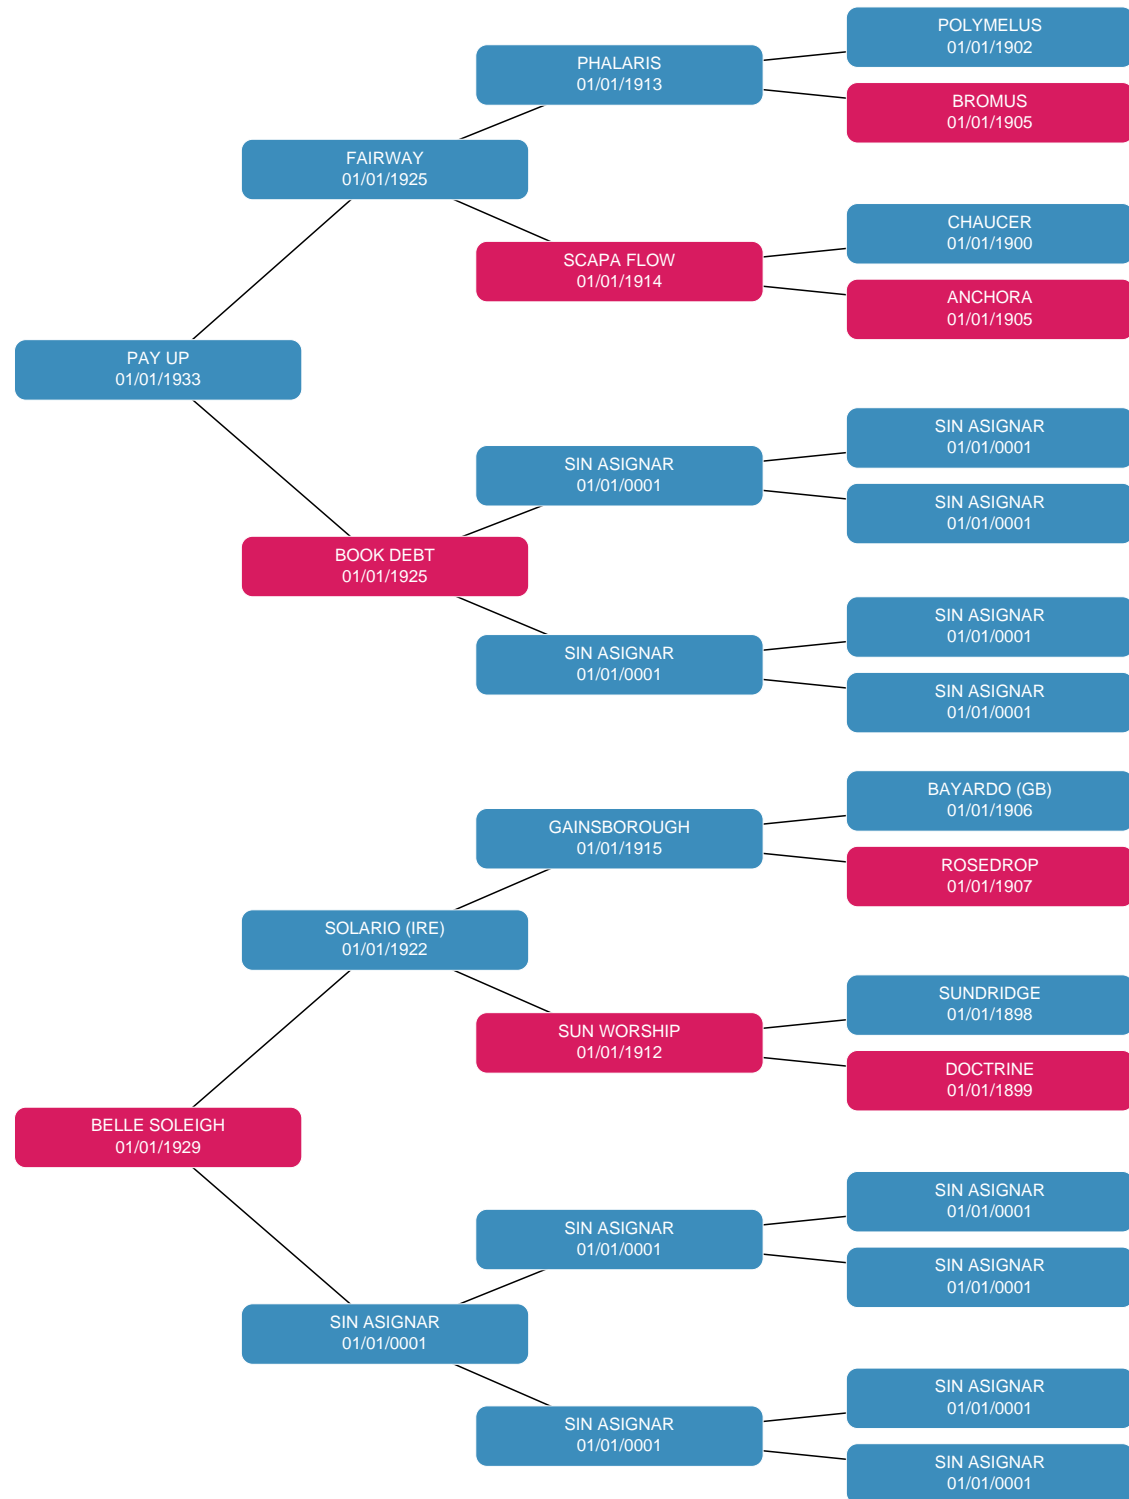 POLYMELUS
01/01/1902
PHALARIS
01/01/1913
BROMUS
01/01/1905
FAIRWAY
01/01/1925
CHAUCER
01/01/1900
SCAPA FLOW
01/01/1914
ANCHORA
01/01/1905
PAY UP
01/01/1933
SIN ASIGNAR
01/01/0001
SIN ASIGNAR
01/01/0001
SIN ASIGNAR
01/01/0001
BOOK DEBT
01/01/1925
SIN ASIGNAR
01/01/0001
SIN ASIGNAR
01/01/0001
SIN ASIGNAR
01/01/0001
BAYARDO (GB)
01/01/1906
GAINSBOROUGH
01/01/1915
ROSEDROP
01/01/1907
SOLARIO (IRE)
01/01/1922
SUNDRIDGE
01/01/1898
SUN WORSHIP
01/01/1912
DOCTRINE
01/01/1899
BELLE SOLEIGH
01/01/1929
SIN ASIGNAR
01/01/0001
SIN ASIGNAR
01/01/0001
SIN ASIGNAR
01/01/0001
SIN ASIGNAR
01/01/0001
SIN ASIGNAR
01/01/0001
SIN ASIGNAR
01/01/0001
SIN ASIGNAR
01/01/0001